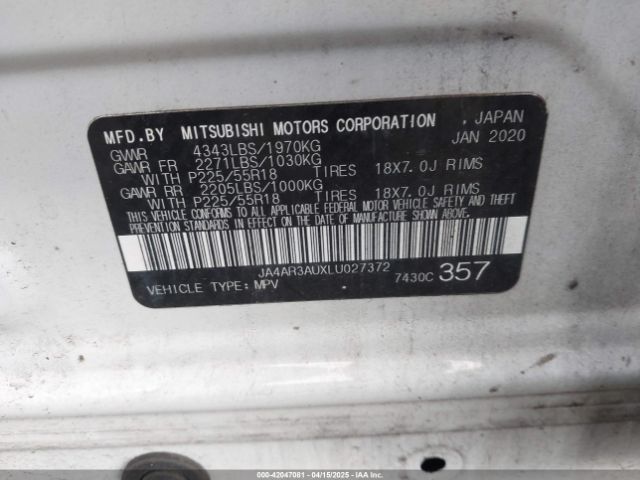 MFD.BY MITSUBISHI MOTORS CORPORATION , JAPAN
GVWR 4343LBS/1970KG JAN 2020
GAWR FR 2271LBS/1030KG
WITH P225/55R18 TIRES 18X7.0J RIMS
GAWR RR 2205LBS/1000KG
WITH P225/55R18 TIRES 18X7.0J RIMS
THIS VEHICLE CONFORMS TO ALL APPLICABLE FEDERAL MOTOR VEHICLE SAFETY AND THEFT
PREVENTION STANDARDS IN EFFECT ON THE DATE OF MANUFACTURE SHOWN ABOVE.
JA4AR3AUXLU027372
VEHICLE TYPE: MPV 7430C 357
000-42047081 | 04/15/2025 | IAAHOLDINGS.COM